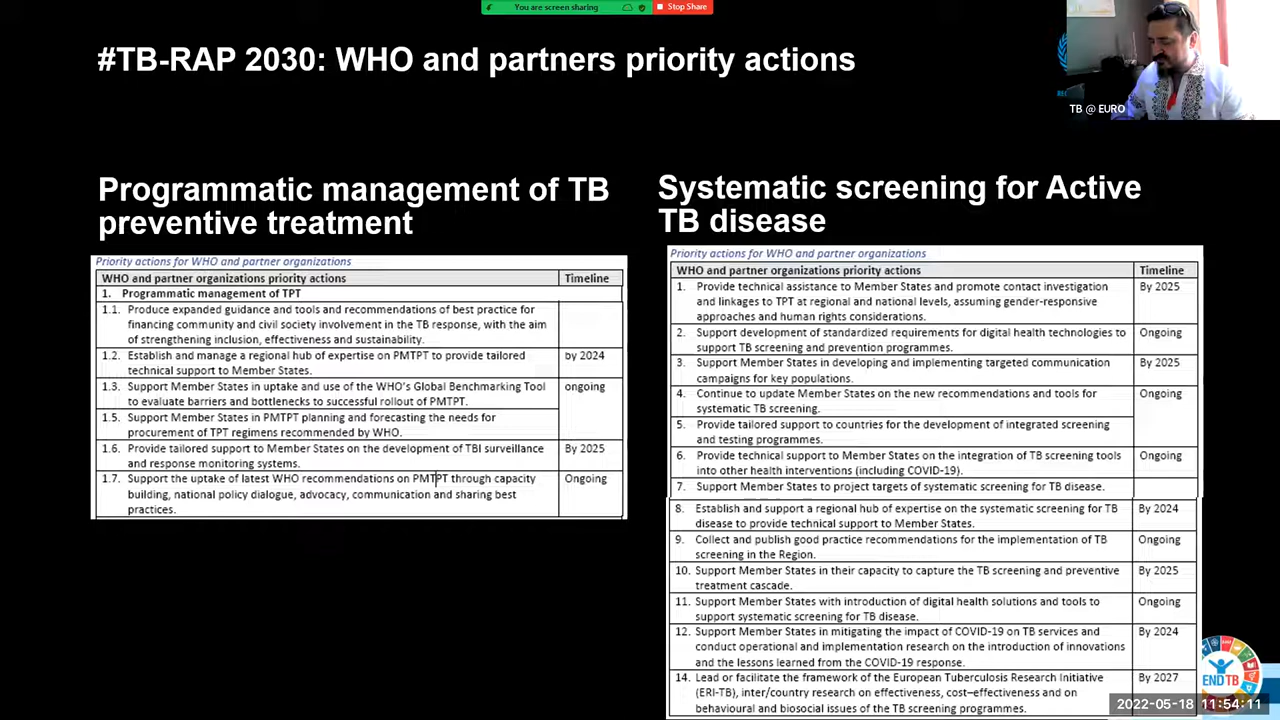 You are screen sharing
Stop Share
#TB-RAP 2030: WHO and partners priority actions
TB @ EURO
Programmatic management of TB
preventive treatment
Priority actions for WHO and partner organizations
WHO and partner organizations priority actions Timeline
1. Programmatic management of TPT
1.1. Produce expanded guidance and tools and recommendations of best practice for
financing community and civil society involvement in the TB response, with the aim
of strengthening inclusion, effectiveness and sustainability.
1.2. Establish and manage a regional hub of expertise on PMTPT to provide tailored by 2024
technical support to Member States.
1.3. Support Member States in uptake and use of the WHO's Global Benchmarking Tool ongoing
to evaluate barriers and bottlenecks to successful rollout of PMTPT.
1.5. Support Member States in PMTPT planning and forecasting the needs for
procurement of TPT regimens recommended by WHO.
1.6. Provide tailored support to Member States on the development of TBI surveillance By 2025
and response monitoring systems.
1.7. Support the uptake of latest WHO recommendations on PMTPT through capacity Ongoing
building, national policy dialogue, advocacy, communication and sharing best
practices.
Systematic screening for Active
TB disease
Priority actions for WHO and partner organizations
WHO and partner organizations priority actions Timeline
1. Provide technical assistance to Member States and promote contact investigation By 2025
and linkages to TPT at regional and national levels, assuming gender-responsive
approaches and human rights considerations.
2. Support development of standardized requirements for digital health technologies to Ongoing
support TB screening and prevention programmes.
3. Support Member States in developing and implementing targeted communication By 2025
campaigns for key populations.
4. Continue to update Member States on the new recommendations and tools for Ongoing
systematic TB screening.
5. Provide tailored support to countries for the development of integrated screening
and testing programmes.
6. Provide technical support to Member States on the integration of TB screening tools Ongoing
into other health interventions (including COVID-19).
7. Support Member States to project targets of systematic screening for TB disease.
8. Establish and support a regional hub of expertise on the systematic screening for TB By 2024
disease to provide technical support to Member States.
9. Collect and publish good practice recommendations for the implementation of TB Ongoing
screening in the Region.
10. Support Member States in their capacity to capture the TB screening and preventive By 2025
treatment cascade.
11. Support Member States with introduction of digital health solutions and tools to Ongoing
support systematic screening for TB disease.
12. Support Member States in mitigating the impact of COVID-19 on TB services and By 2024
conduct operational and implementation research on the introduction of innovations
and the lessons learned from the COVID-19 response.
14. Lead or facilitate the framework of the European Tuberculosis Research Initiative By 2027
(ERI-TB), inter/country research on effectiveness, cost–effectiveness and on
behavioural and biosocial issues of the TB screening programmes.
END TB
2022-05-18 11:54:11